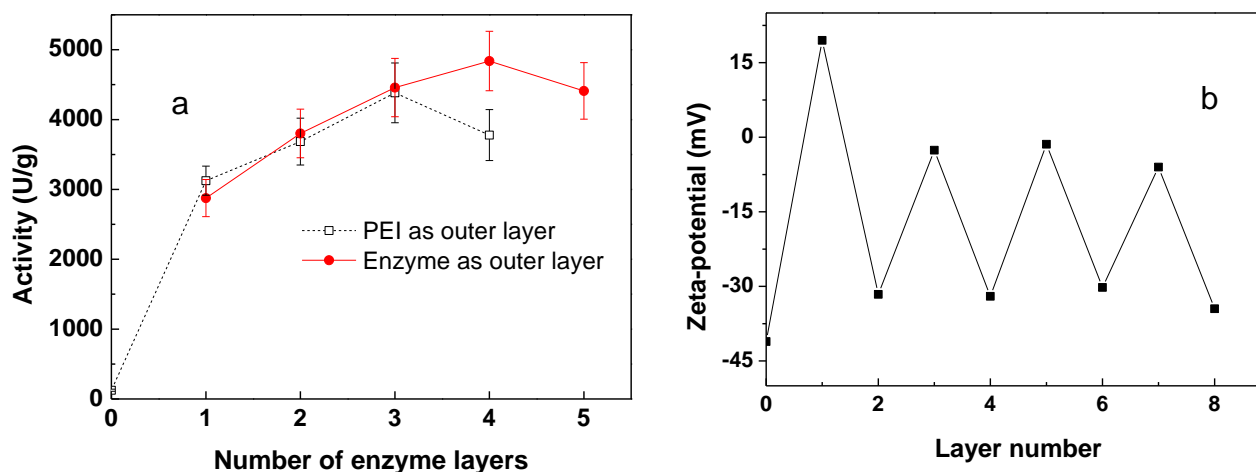 a
5000
4000
3000
2000
1000
0
0 1 2 3 4 5
Activity (U/g)
Number of enzyme layers
PEI as outer layer
Enzyme as outer layer
b
15
0
-15
-30
-45
0 2 4 6 8
Zeta-potential (mV)
Layer number